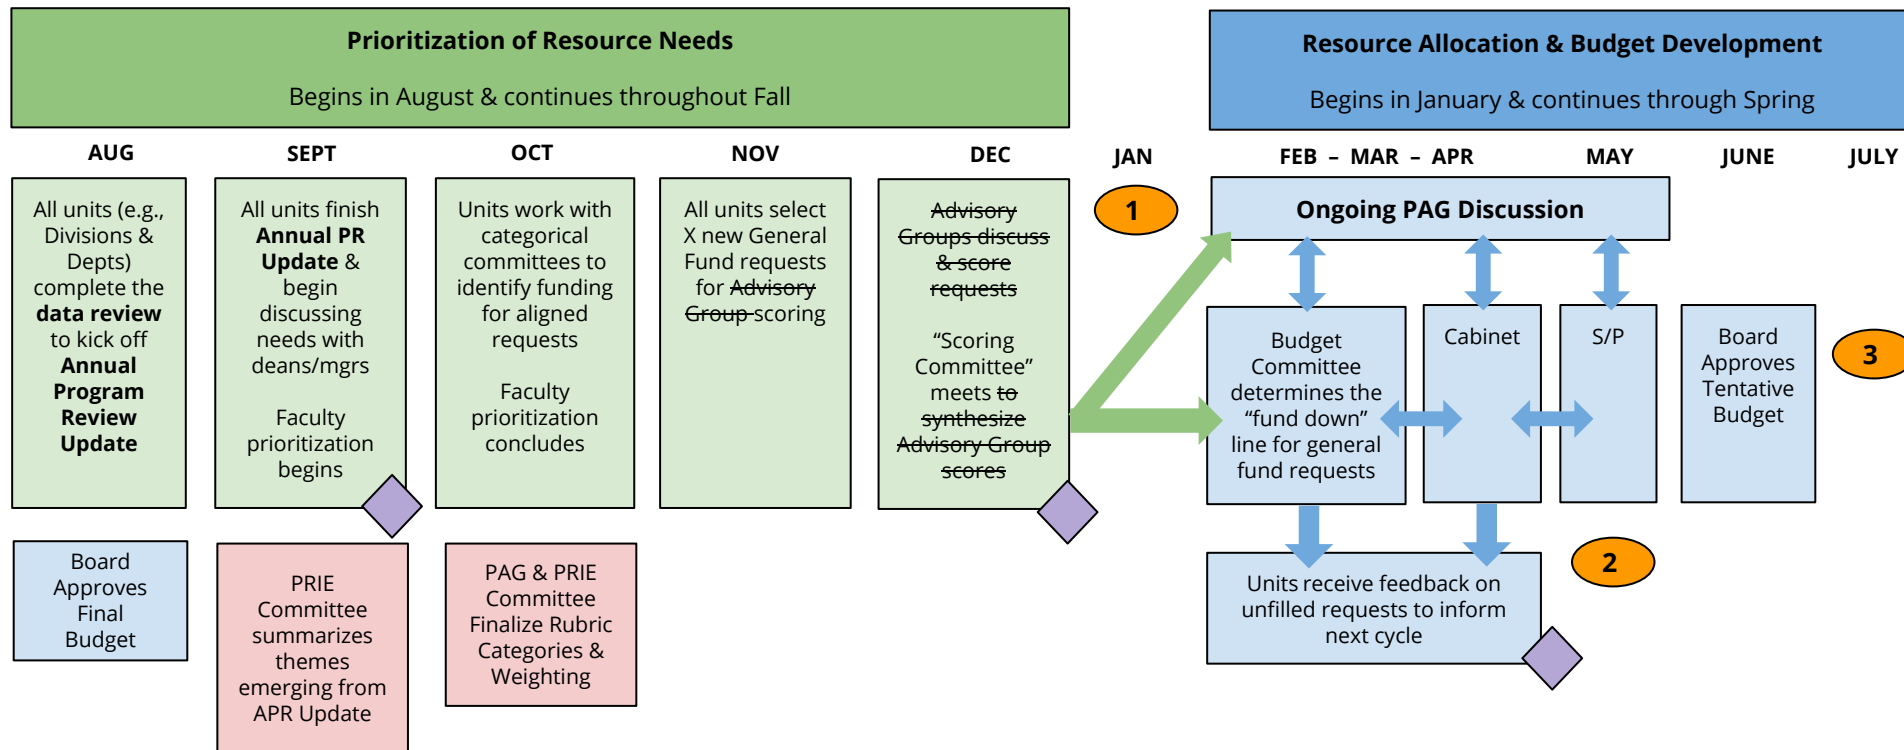 Prioritization of Resource Needs
Begins in August & continues throughout Fall
Resource Allocation & Budget Development
Begins in January & continues through Spring
AUG
SEPT
OCT
NOV
DEC
JAN
FEB – MAR – APR
MAY
JUNE
JULY
All units (e.g.,
Divisions &
Depts)
complete the
data review
to kick off
Annual
Program
Review
Update
All units finish
Annual PR
Update &
begin
discussing
needs with
deans/mgrs
Faculty
prioritization
begins
Units work with
categorical
committees to
identify funding
for aligned
requests
Faculty
prioritization
concludes
All units select
X new General
Fund requests
for Advisory
Group scoring
Advisory
Groups discuss
& score
requests
“Scoring
Committee”
meets to
synthesize
Advisory Group
scores
1
Ongoing PAG Discussion
Budget
Committee
determines the
“fund down”
line for general
fund requests
Cabinet
S/P
Board
Approves
Tentative
Budget
3
Board
Approves
Final
Budget
PRIE
Committee
summarizes
themes
emerging from
APR Update
PAG & PRIE
Committee
Finalize Rubric
Categories &
Weighting
Units receive feedback on
unfilled requests to inform
next cycle
2